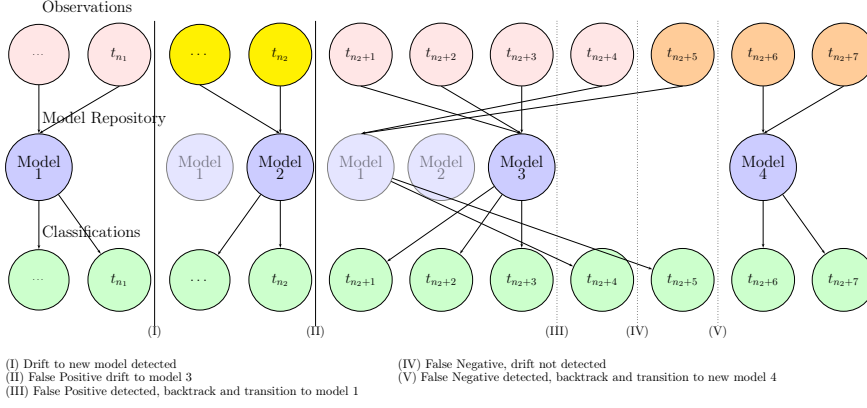 Observations
... t_{n_1} ... t_{n_2} t_{n_2+1} t_{n_2+2} t_{n_2+3} t_{n_2+4} t_{n_2+5} t_{n_2+6} t_{n_2+7}
Model Repository
Model 1 Model 1 Model 2 Model 1 Model 2 Model 3 Model 4
Classifications
... t_{n_1} ... t_{n_2} t_{n_2+1} t_{n_2+2} t_{n_2+3} t_{n_2+4} t_{n_2+5} t_{n_2+6} t_{n_2+7}
(I) (II) (III) (IV) (V)
(I) Drift to new model detected
(II) False Positive drift to model 3
(III) False Positive detected, backtrack and transition to model 1
(IV) False Negative, drift not detected
(V) False Negative detected, backtrack and transition to new model 4